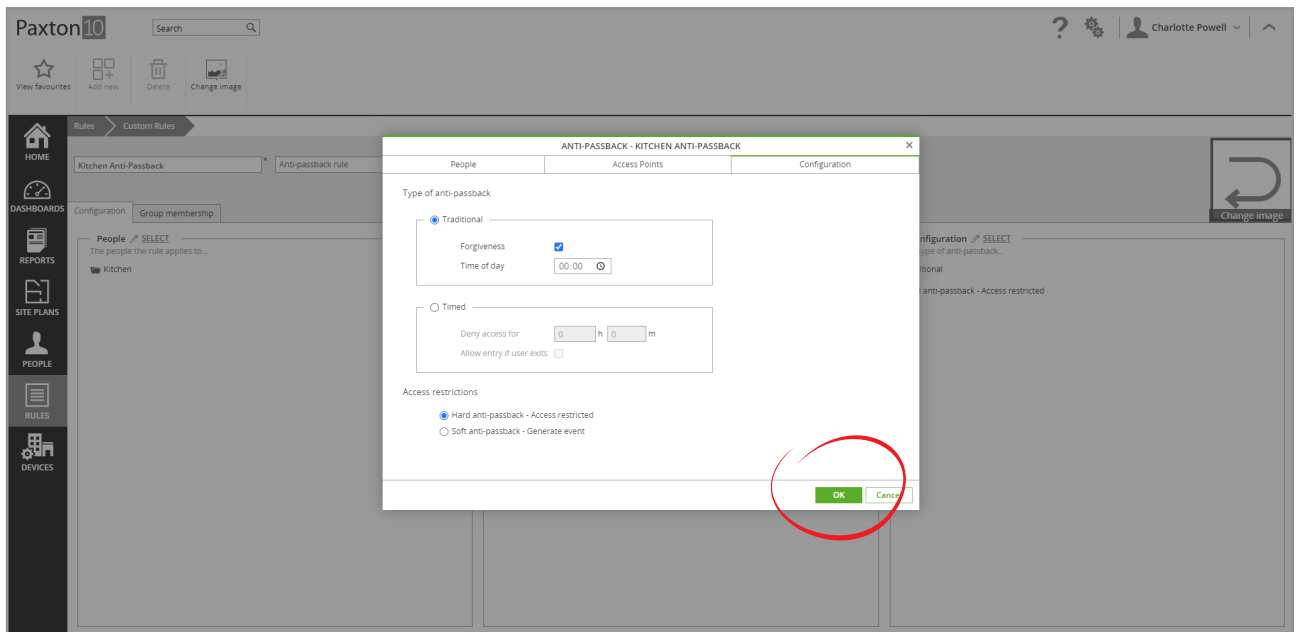 Paxton10
Search
Charlotte Powell
View favourites
Add new
Delete
Change image
Rules
Custom Rules
HOME
DASHBOARDS
REPORTS
SITE PLANS
PEOPLE
RULES
DEVICES
Kitchen Anti-Passback
*
Anti-passback rule
Configuration
Group membership
People SELECT
The people the rule applies to...
Kitchen
ANTI-PASSBACK - KITCHEN ANTI-PASSBACK
People
Access Points
Configuration
Type of anti-passback
Traditional
Forgiveness
Time of day 00:00
Timed
Deny access for 0 h 0 m
Allow entry if user exits
Access restrictions
Hard anti-passback - Access restricted
Soft anti-passback - Generate event
OK
Cancel
Change image
nfiguration SELECT
ype of anti-passback...
itional
anti-passback - Access restricted